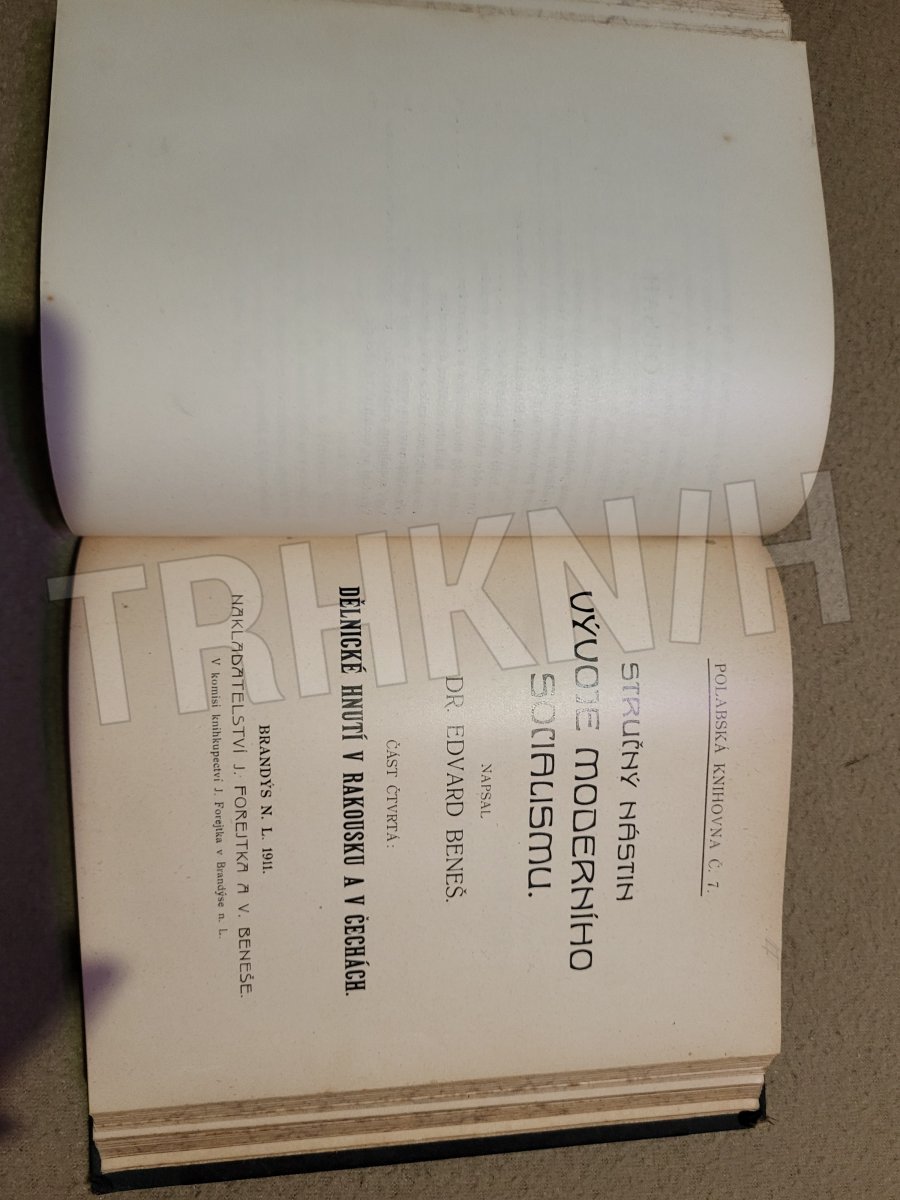 POLABSKÁ KNIHOVNA Č. 7.
STRUČNÝ NÁSTIN
VÝVOJE MODERNÍHO
SOCIALISMU.
NAPSAL
DR. EDVARD BENEŠ.
ČÁST ČTVRTÁ:
DĚLNICKÉ HNUTÍ V RAKOUSKU A V ČECHÁCH.
BRANDÝS N. L. 1911.
NAKLADATELSTVÍ J. FOREJTKA A V. BENEŠE.
V komisi knihkupectví J. Forejtka v Brandýse n. L.
TRHKNIH